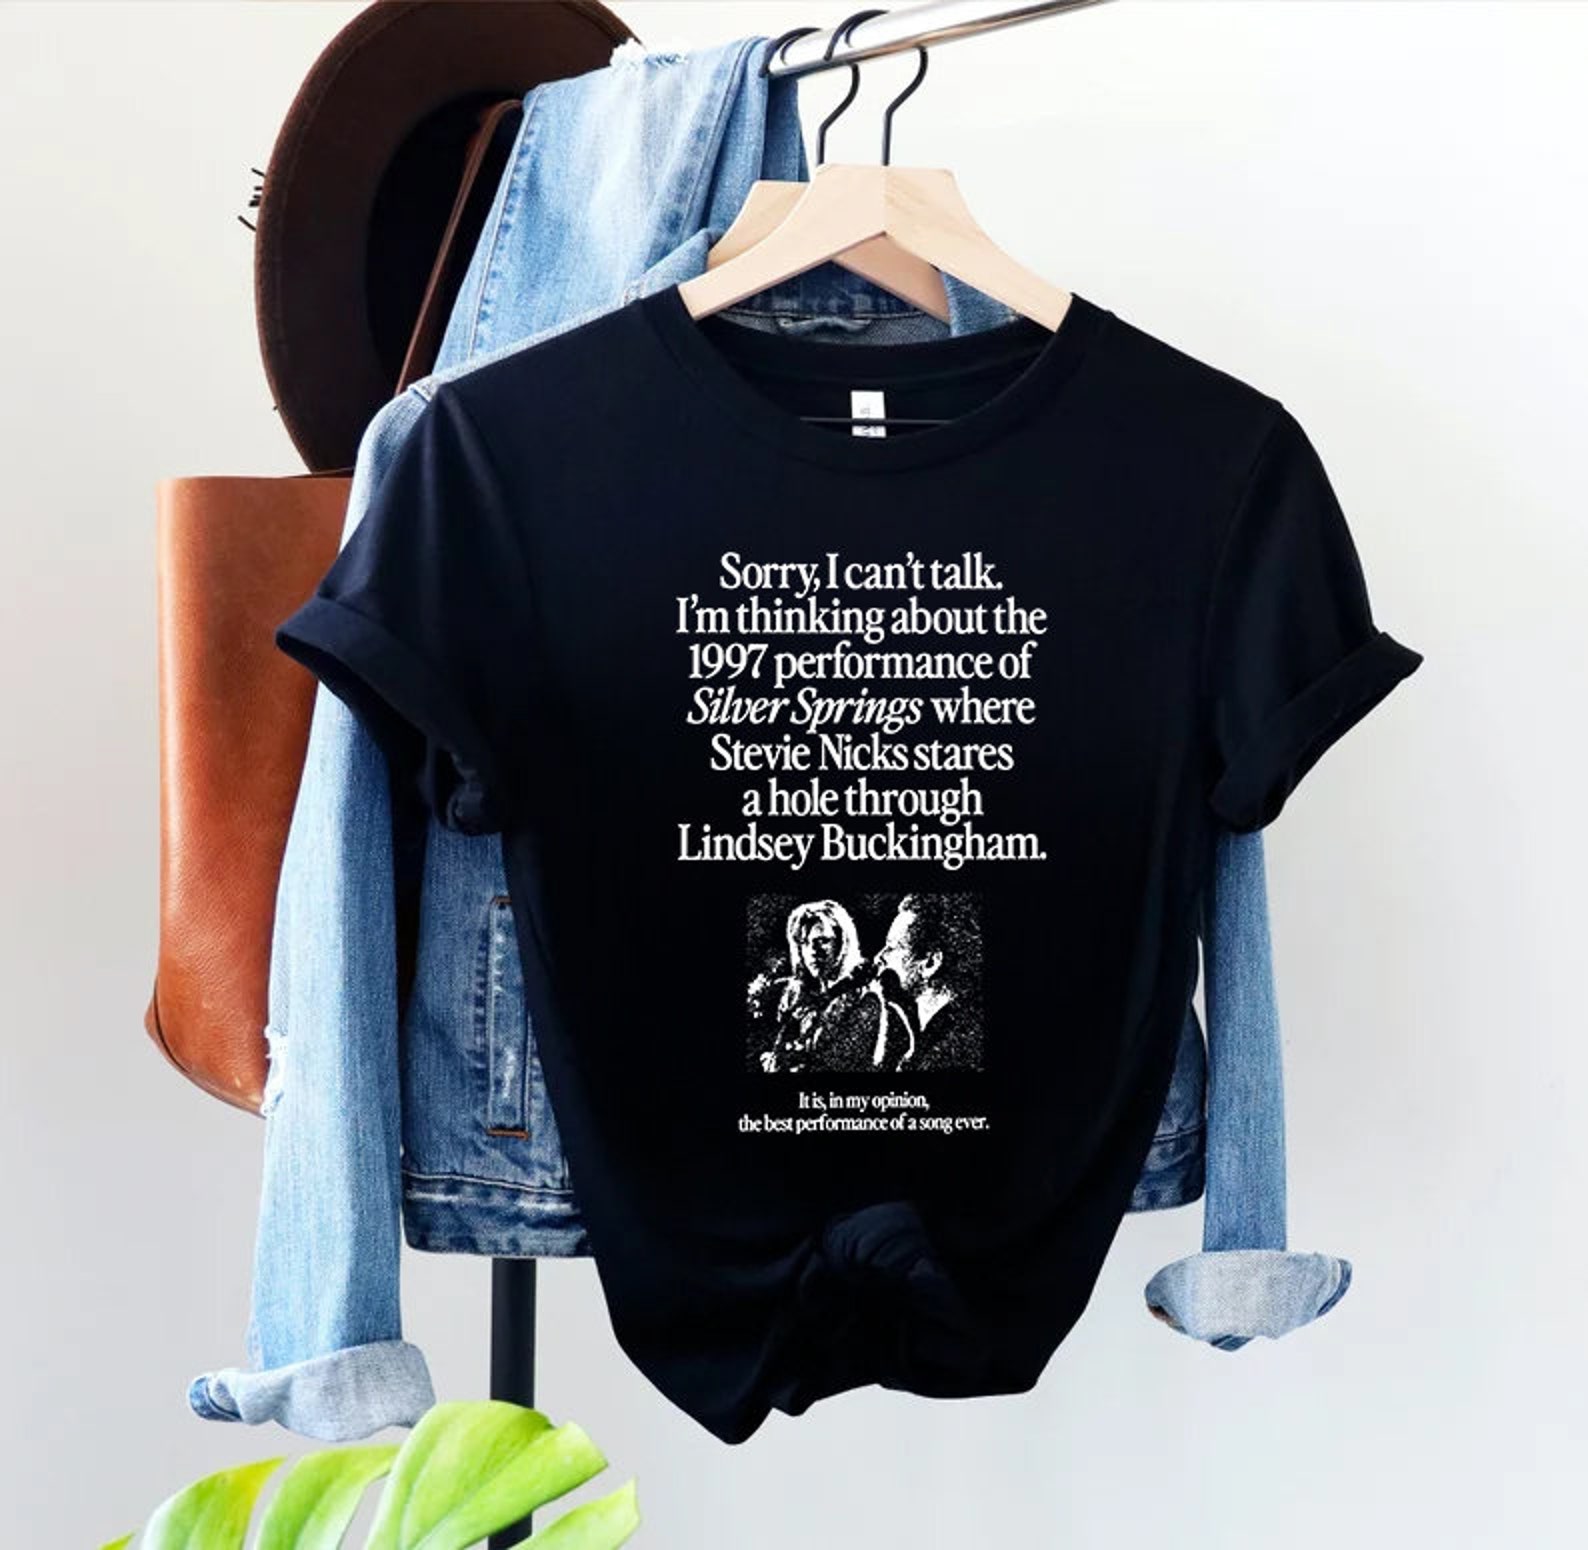 Sorry, I can't talk.
I'm thinking about the
1997 performance of
Silver Springs where
Stevie Nicks stares
a hole through
Lindsey Buckingham.
It is, in my opinion,
the best performance of a song ever.